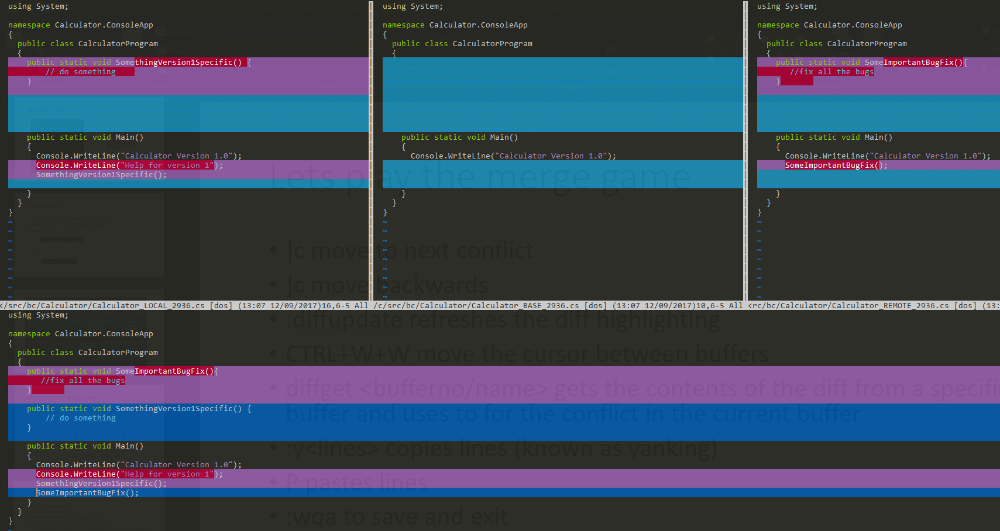 using System;
namespace Calculator.ConsoleApp
{
  public class CalculatorProgram
  {
    public static void SomethingVersion1Specific() {
        // do something
    }
    public static void Main()
    {
      Console.WriteLine("Calculator Version 1.0");
      Console.WriteLine("Help for version 1");
      SomethingVersion1Specific();
    }
  }
}
~
~
~
~
~
~
~
~
~
</src/bc/Calculator/Calculator_LOCAL_2936.cs [dos] (13:07 12/09/2017)16,6-5 All
using System;
namespace Calculator.ConsoleApp
{
  public class CalculatorProgram
  {
    public static void Main()
    {
      Console.WriteLine("Calculator Version 1.0");
    }
  }
}
~
~
~
~
~
~
~
~
~
/c/src/bc/Calculator/Calculator_BASE_2936.cs [dos] (13:07 12/09/2017)10,6-5 All
using System;
namespace Calculator.ConsoleApp
{
  public class CalculatorProgram
  {
    public static void SomeImportantBugFix(){
       //fix all the bugs
    }
    public static void Main()
    {
      Console.WriteLine("Calculator Version 1.0");
      SomeImportantBugFix();
    }
  }
}
~
~
~
~
~
~
~
~
~
<rc/bc/Calculator/Calculator_REMOTE_2936.cs [dos] (13:
using System;
namespace Calculator.ConsoleApp
{
  public class CalculatorProgram
  {
    public static void SomeImportantBugFix(){
       //fix all the bugs
    }
    public static void SomethingVersion1Specific() {
        // do something
    }
    public static void Main()
    {
      Console.WriteLine("Calculator Version 1.0");
      Console.WriteLine("Help for version 1");
      SomethingVersion1Specific();
      SomeImportantBugFix();
    }
  }
}
~
Lets play the merge game
• ]c move to next conflict
• ]c move backwards
• :diffupdate refreshes the diff highlighting
• CTRL+W+W move the cursor between buffers
• diffget <bufferno/name> gets the contents of the diff from a specifi
buffer and uses to for the conflict in the current buffer
• :y<lines> copies lines (known as yanking)
• P pastes lines
• :wqa to save and exit